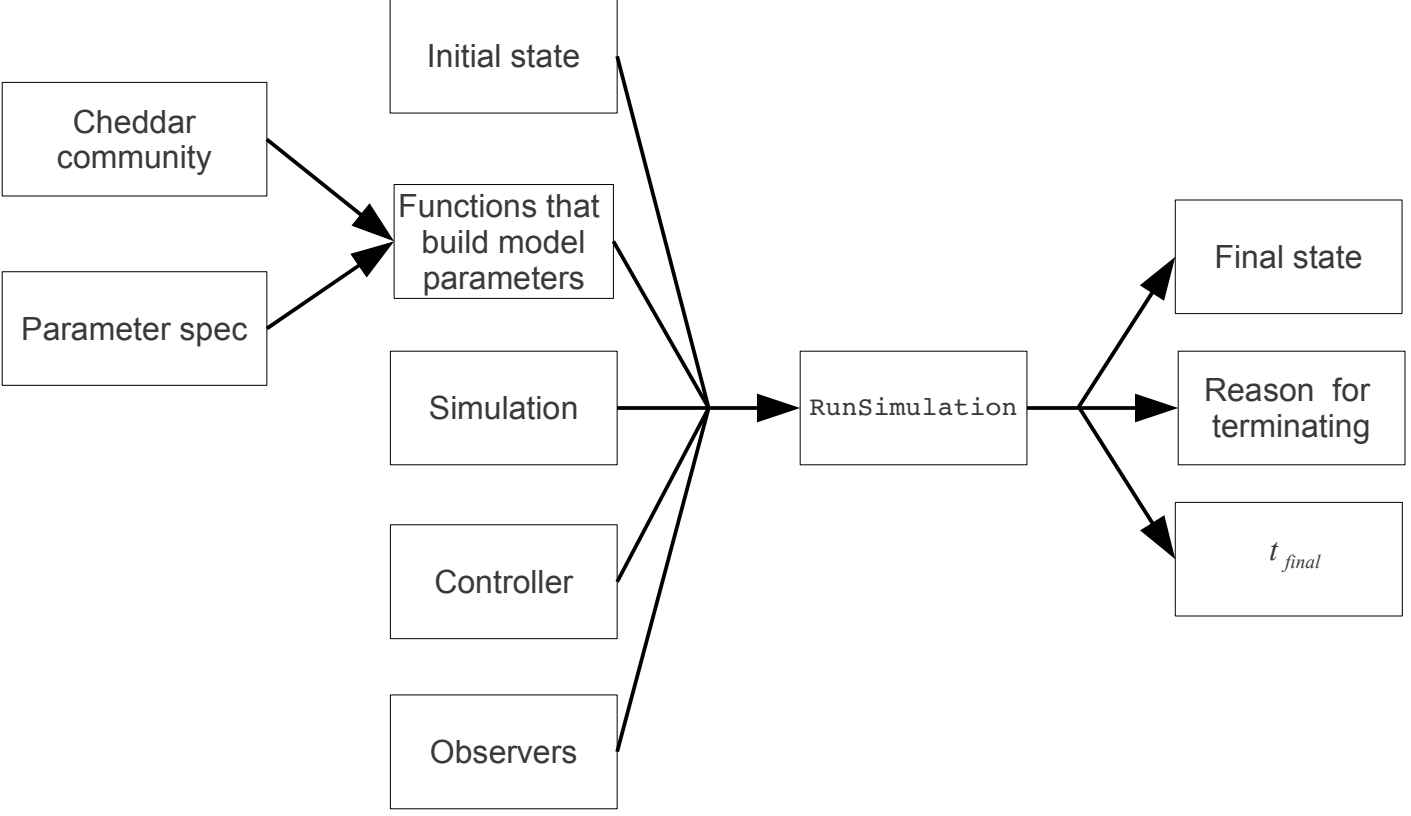 Initial state
Cheddar
community
Functions that
build model
parameters
Parameter spec
Simulation
Controller
Observers
RunSimulation
Final state
Reason for
terminating
t final